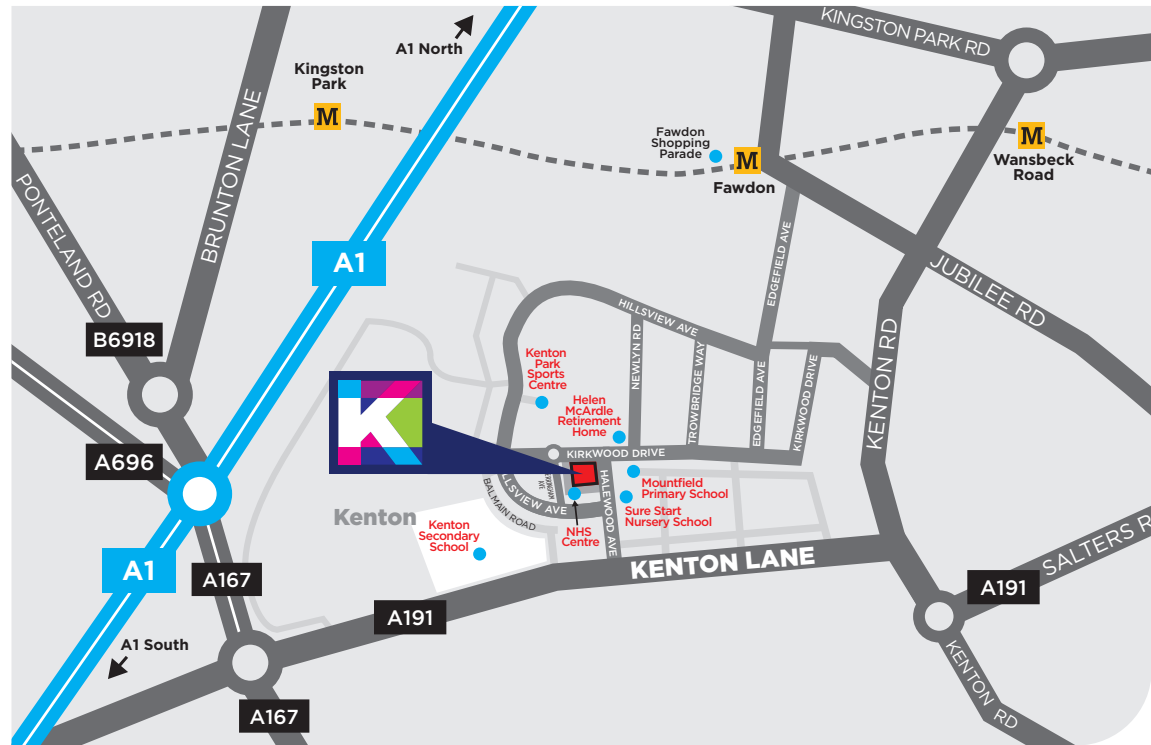 KINGSTON PARK RD
A1 North
Kingston
Park
M
BRUNTON LANE
PONTELAND RD
Fawdon
Shopping
Parade
M
Fawdon
M
Wansbeck
Road
A1
EDGEFIELD AVE
JUBILEE RD
KENTON RD
B6918
HILLSVIEW AVE
NEWLYN RD
TROWBRIDGE WAY
EDGEFIELD AVE
KIRKWOOD DRIVE
Kenton
Park
Sports
Centre
K
Helen
McArdle
Retirement
Home
KIRKWOOD DRIVE
A696
HALEWOOD AVE
Mountfield
Primary School
Sure Start
Nursery School
BALMAIN ROAD
Kenton
Kenton
Secondary
School
NHS
Centre
KENTON LANE
A1
A167
A191
A191
SALTERS R
A1 South
A167
KENTON RD